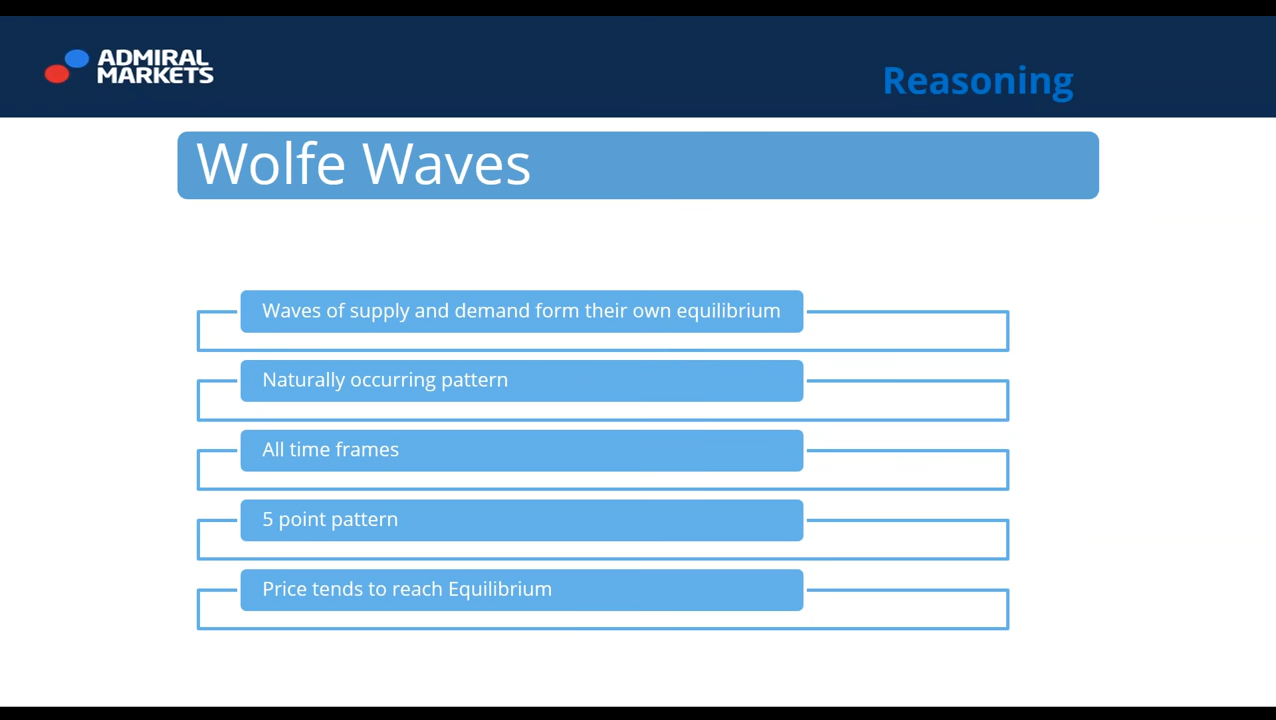 ADMIRAL
MARKETS
Reasoning
Wolfe Waves
Waves of supply and demand form their own equilibrium
Naturally occurring pattern
All time frames
5 point pattern
Price tends to reach Equilibrium